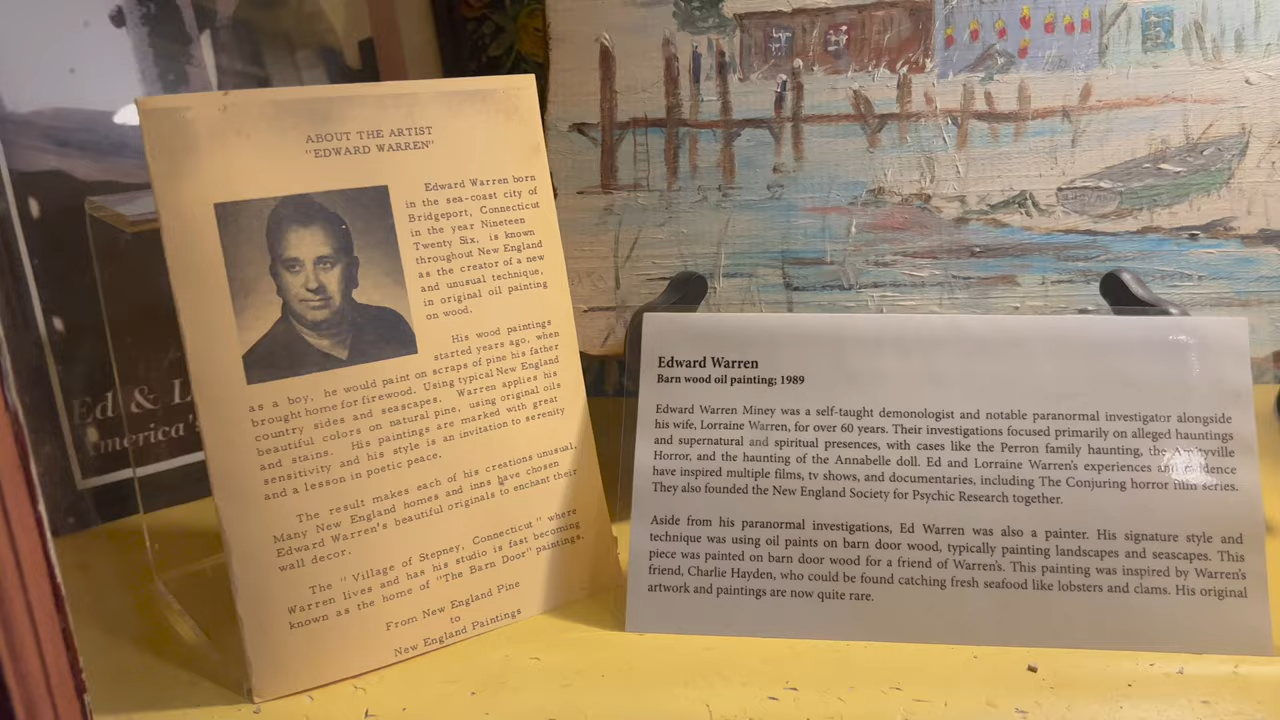 Ed & L
America's
ABOUT THE ARTIST
"EDWARD WARREN"
Edward Warren born
in the sea-coast city of
Bridgeport, Connecticut
in the year Nineteen
Twenty Six, is known
throughout New England
as the creator of a new
and unusual technique,
in original oil painting
on wood.
His wood paintings
started years ago, when
as a boy, he would paint on scraps of pine his father
brought home for firewood. Using typical New England
country sides and seascapes. Warren applies his
beautiful colors on natural pine, using original oils
and stains. His paintings are marked with great
sensitivity and his style is an invitation to serenity
and a lesson in poetic peace.
The result makes each of his creations unusual,
Many New England homes and inns have chosen
Edward Warren's beautiful originals to enchant their
wall decor.
The " Village of Stepney, Connecticut " where
Warren lives and has his studio is fast becoming
known as the home of "The Barn Door" paintings.
From New England Pine
to
New England Paintings
Edward Warren
Barn wood oil painting; 1989
Edward Warren Miney was a self-taught demonologist and notable paranormal investigator alongside
his wife, Lorraine Warren, for over 60 years. Their investigations focused primarily on alleged hauntings
and supernatural and spiritual presences, with cases like the Perron family haunting, the Amityville
Horror, and the haunting of the Annabelle doll. Ed and Lorraine Warren's experiences and evidence
have inspired multiple films, tv shows, and documentaries, including The Conjuring horror film series.
They also founded the New England Society for Psychic Research together.
Aside from his paranormal investigations, Ed Warren was also a painter. His signature style and
technique was using oil paints on barn door wood, typically painting landscapes and seascapes. This
piece was painted on barn door wood for a friend of Warren's. This painting was inspired by Warren's
friend, Charlie Hayden, who could be found catching fresh seafood like lobsters and clams. His original
artwork and paintings are now quite rare.